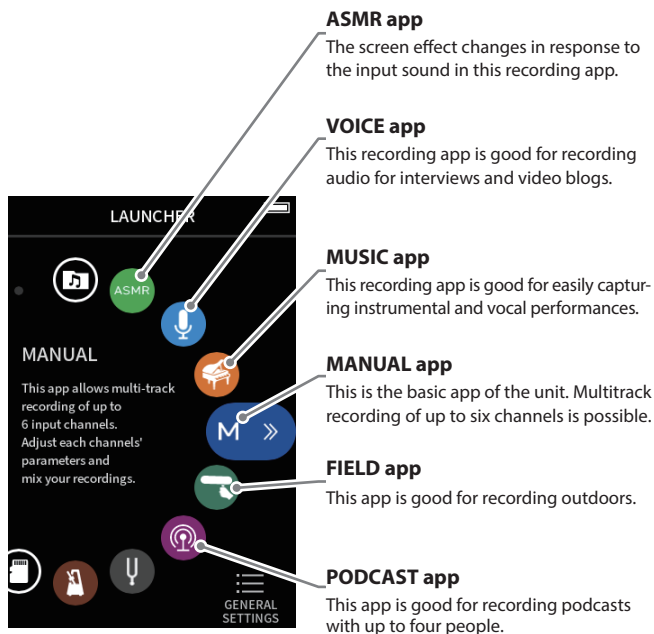 ASMR app
The screen effect changes in response to
the input sound in this recording app.
VOICE app
This recording app is good for recording
audio for interviews and video blogs.
MUSIC app
This recording app is good for easily captur-
ing instrumental and vocal performances.
MANUAL app
This is the basic app of the unit. Multitrack
recording of up to six channels is possible.
FIELD app
This app is good for recording outdoors.
PODCAST app
This app is good for recording podcasts
with up to four people.
LAUNCHER
ASMR
MANUAL
This app allows multi-track
recording of up to
6 input channels.
Adjust each channels'
parameters and
mix your recordings.
M
GENERAL
SETTINGS